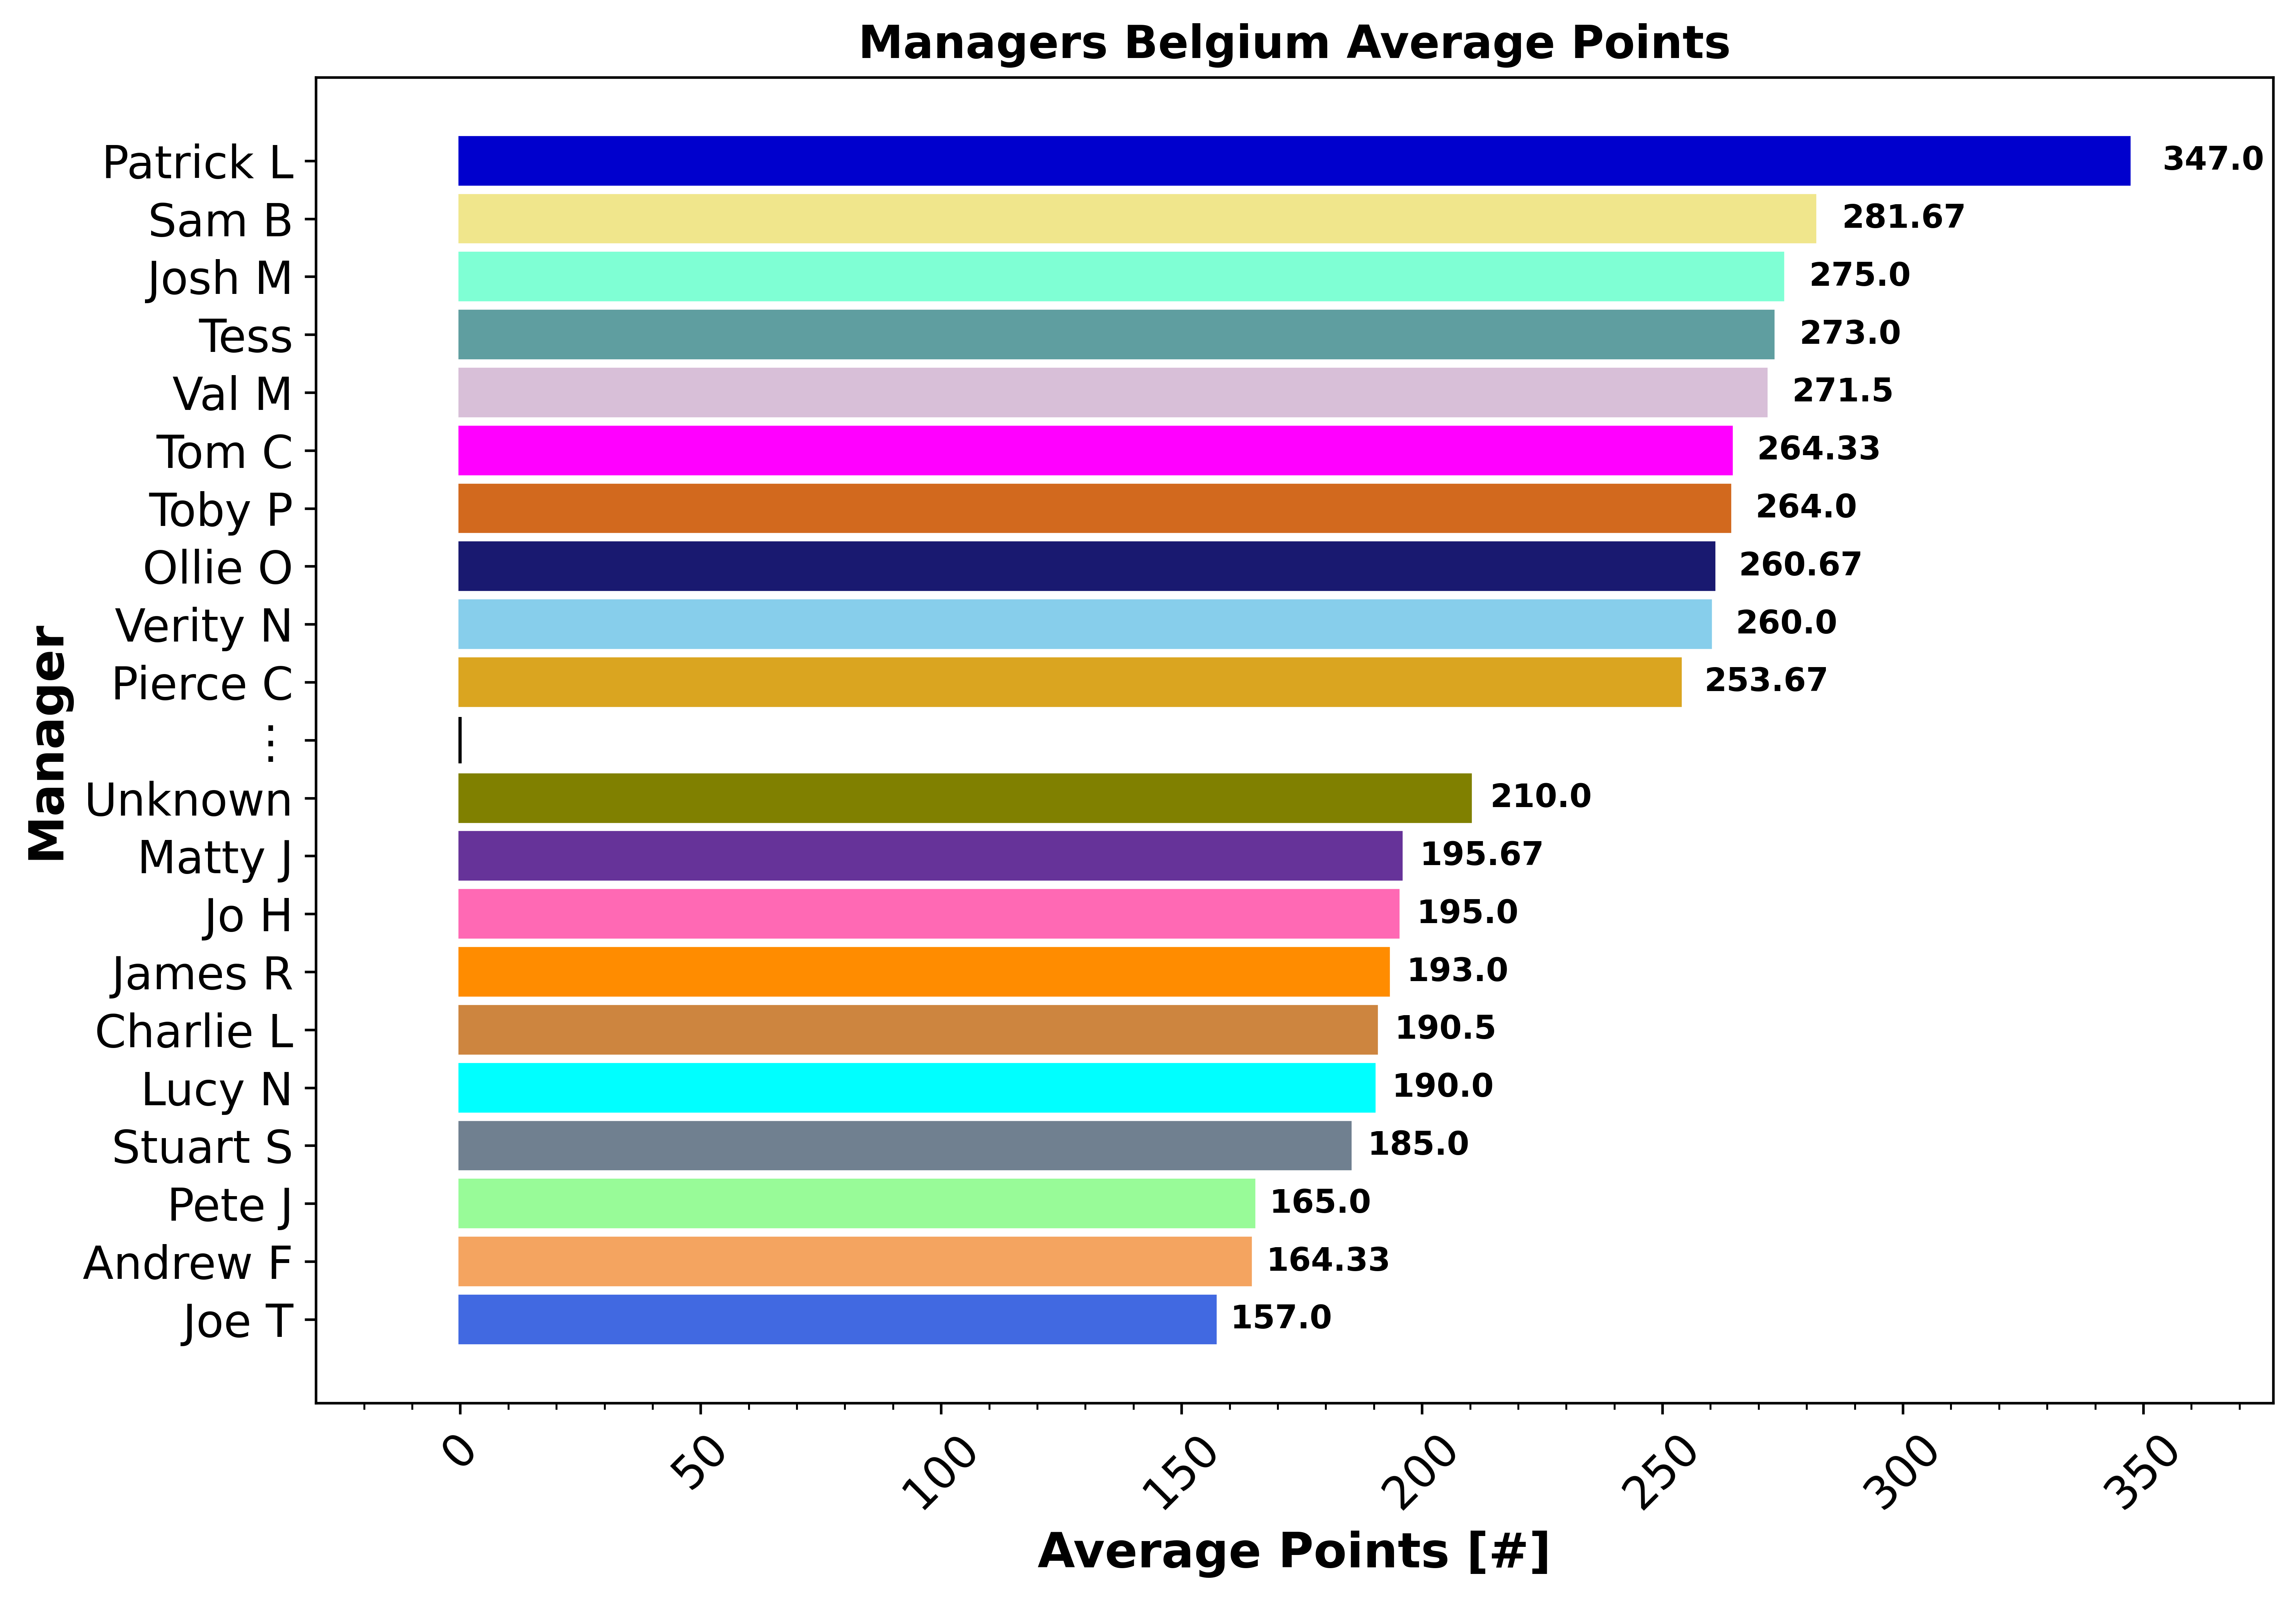 Managers Belgium Average Points
Patrick L 347.0
Sam B 281.67
Josh M 275.0
Tess 273.0
Val M 271.5
Tom C 264.33
Toby P 264.0
Ollie O 260.67
Verity N 260.0
Pierce C 253.67
⋮
Unknown 210.0
Matty J 195.67
Jo H 195.0
James R 193.0
Charlie L 190.5
Lucy N 190.0
Stuart S 185.0
Pete J 165.0
Andrew F 164.33
Joe T 157.0
Manager
0 50 100 150 200 250 300 350
Average Points [#]